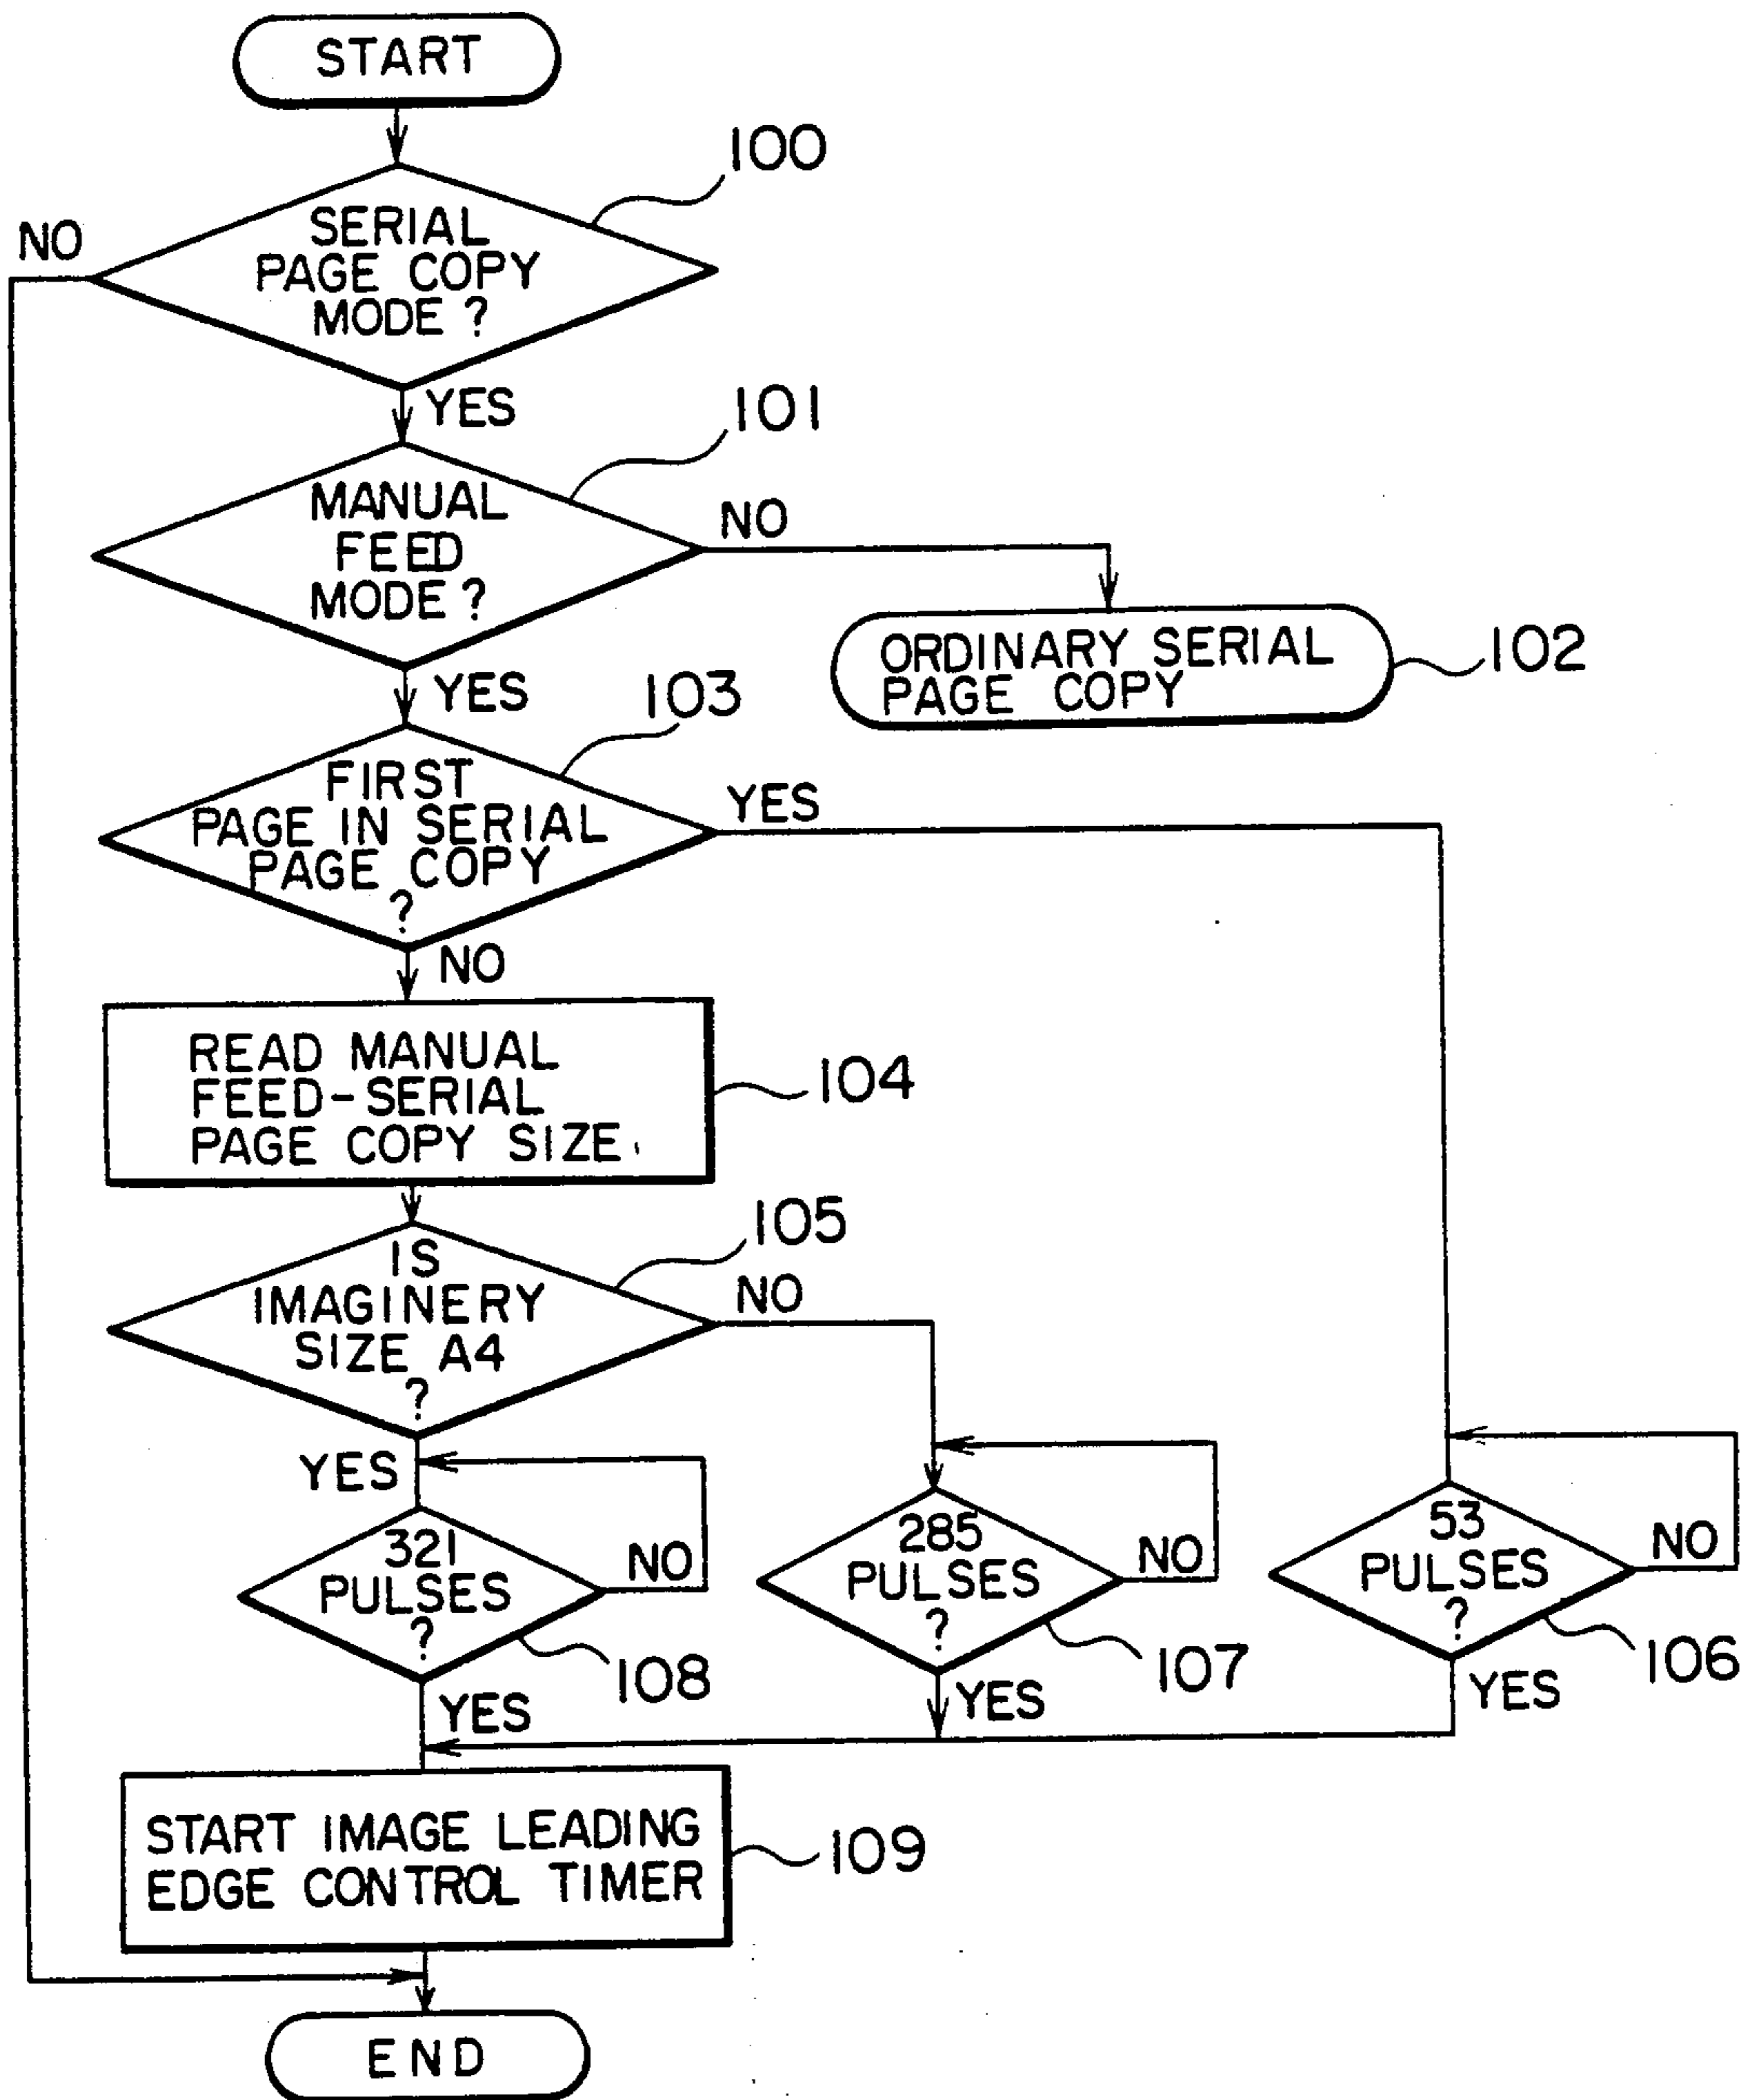 START
100
SERIAL
PAGE COPY
MODE ?
NO
YES
101
MANUAL
FEED
MODE ?
NO
ORDINARY SERIAL
PAGE COPY
102
YES
103
FIRST
PAGE IN SERIAL
PAGE COPY
?
YES
NO
READ MANUAL
FEED-SERIAL
PAGE COPY SIZE
104
105
IS
IMAGINERY
SIZE A4
?
NO
YES
321
PULSES
?
NO
108
YES
285
PULSES
?
NO
107
YES
53
PULSES
?
NO
106
YES
START IMAGE LEADING
EDGE CONTROL TIMER
109
END